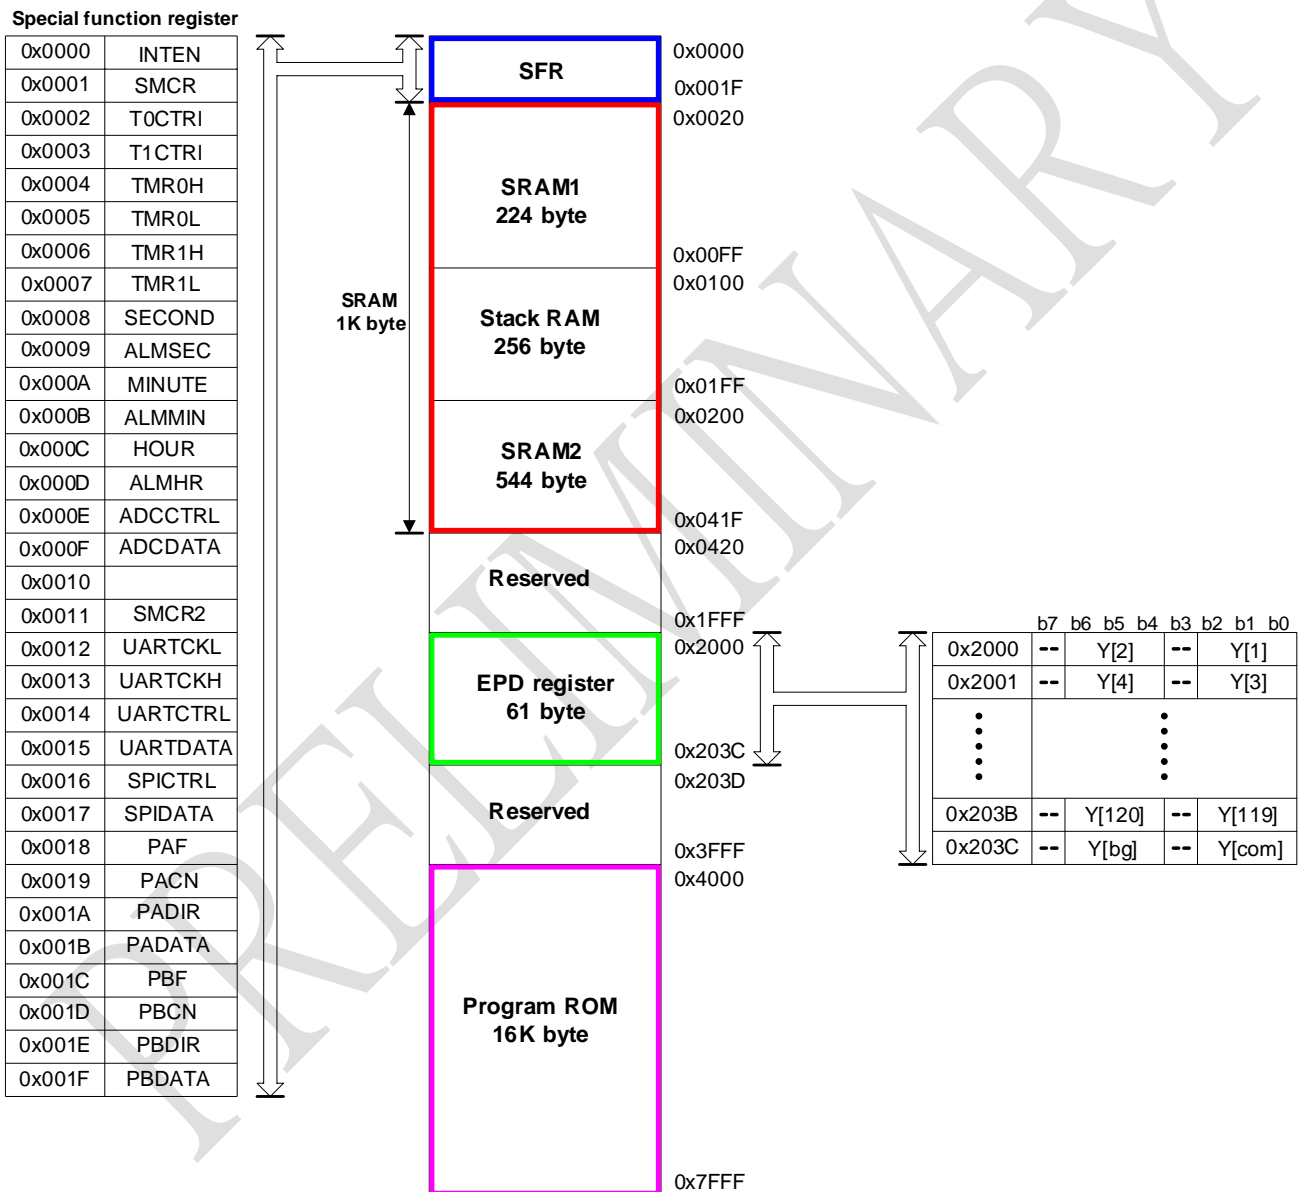 Special function register
0x0000 INTEN
0x0001 SMCR
0x0002 T0CTRl
0x0003 T1CTRl
0x0004 TMR0H
0x0005 TMR0L
0x0006 TMR1H
0x0007 TMR1L
0x0008 SECOND
0x0009 ALMSEC
0x000A MINUTE
0x000B ALMMIN
0x000C HOUR
0x000D ALMHR
0x000E ADCCTRL
0x000F ADCDATA
0x0010
0x0011 SMCR2
0x0012 UARTCKL
0x0013 UARTCKH
0x0014 UARTCTRL
0x0015 UARTDATA
0x0016 SPICTRL
0x0017 SPIDATA
0x0018 PAF
0x0019 PACN
0x001A PADIR
0x001B PADATA
0x001C PBF
0x001D PBCN
0x001E PBDIR
0x001F PBDATA
SRAM
1K byte
SFR
0x0000
0x001F
0x0020
SRAM1
224 byte
0x00FF
0x0100
Stack RAM
256 byte
0x01FF
0x0200
SRAM2
544 byte
0x041F
0x0420
Reserved
0x1FFF
0x2000
EPD register
61 byte
0x203C
0x203D
Reserved
0x3FFF
0x4000
Program ROM
16K byte
0x7FFF
b7 b6 b5 b4 b3 b2 b1 b0
0x2000 -- Y[2] -- Y[1]
0x2001 -- Y[4] -- Y[3]
0x203B -- Y[120] -- Y[119]
0x203C -- Y[bg] -- Y[com]
PRELIMINARY